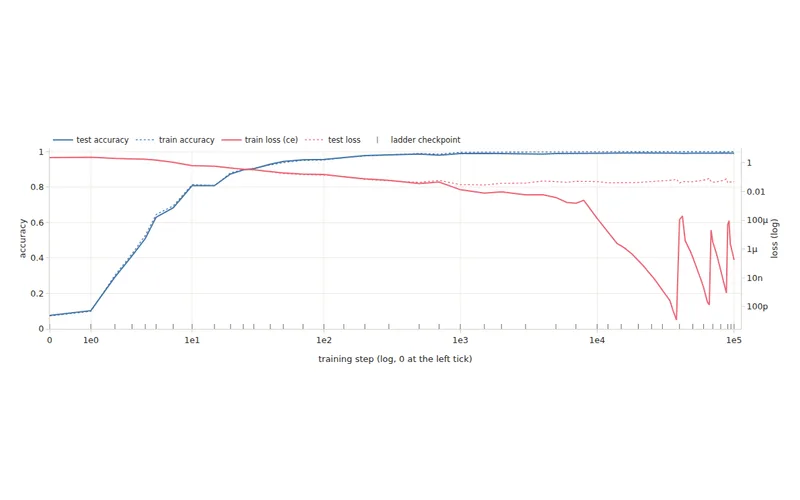 test accuracy train accuracy train loss (ce) test loss ladder checkpoint
1
0.8
0.6
0.4
0.2
0
accuracy
1
0.01
100μ
1μ
10n
100p
loss (log)
0 1e0 1e1 1e2 1e3 1e4 1e5
training step (log, 0 at the left tick)